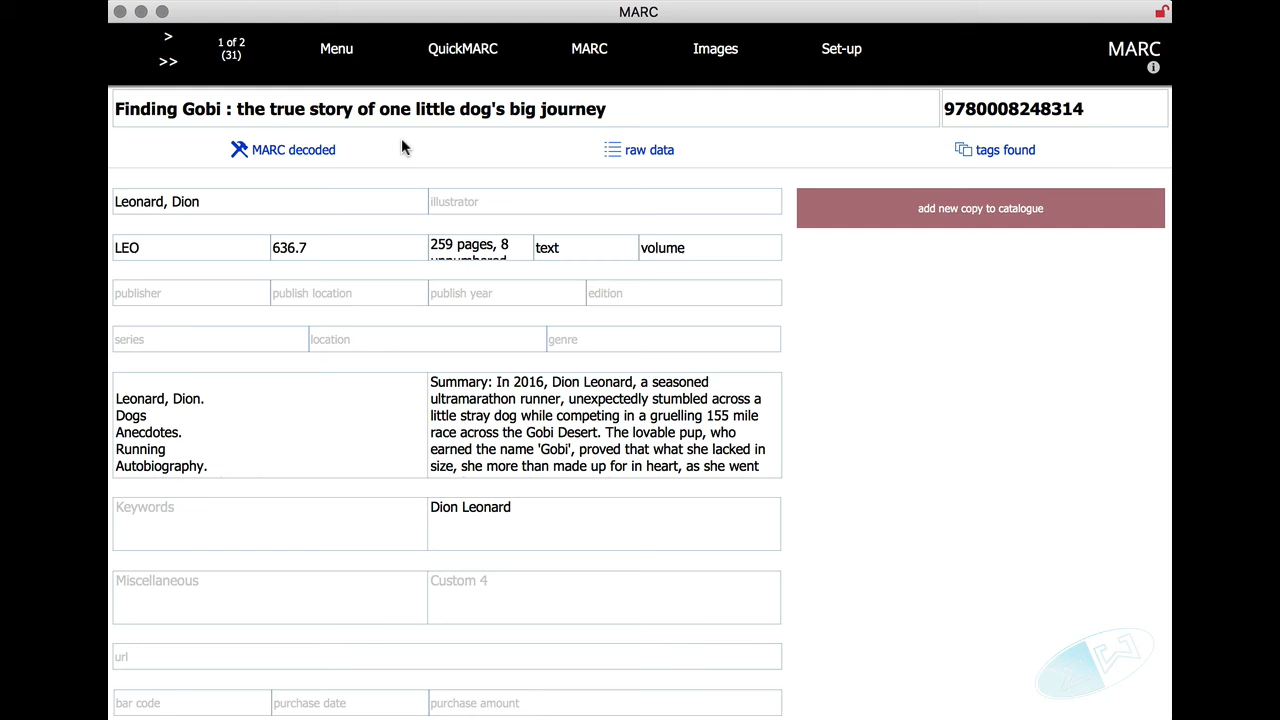 MARC
>
>>
1 of 2
(31)
Menu
QuickMARC
MARC
Images
Set-up
MARC
Finding Gobi : the true story of one little dog's big journey
9780008248314
MARC decoded
raw data
tags found
Leonard, Dion
illustrator
add new copy to catalogue
LEO
636.7
259 pages, 8
unnumbered
text
volume
publisher
publish location
publish year
edition
series
location
genre
Leonard, Dion.
Dogs
Anecdotes.
Running
Autobiography.
Summary: In 2016, Dion Leonard, a seasoned
ultramarathon runner, unexpectedly stumbled across a
little stray dog while competing in a gruelling 155 mile
race across the Gobi Desert. The lovable pup, who
earned the name 'Gobi', proved that what she lacked in
size, she more than made up for in heart, as she went
Keywords
Dion Leonard
Miscellaneous
Custom 4
url
bar code
purchase date
purchase amount